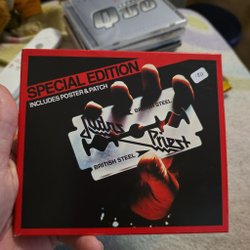 SPECIAL EDITION
INCLUDES POSTER & PATCH
BRITISH STEEL
Judas
Priest
BRITISH STEEL